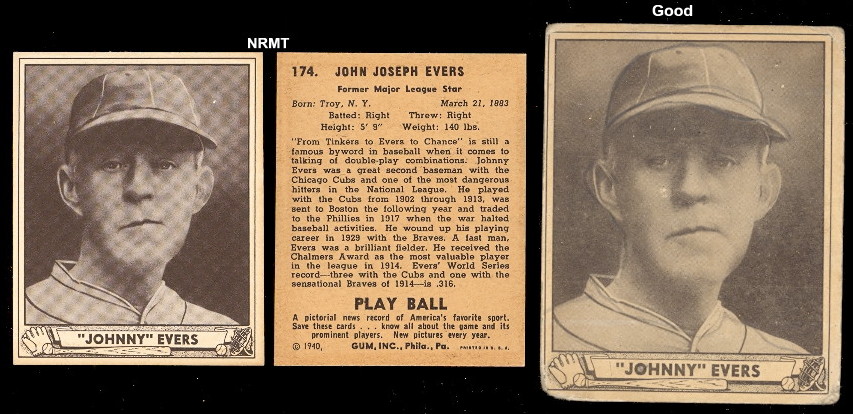 NRMT
"JOHNNY" EVERS
174. JOHN JOSEPH EVERS
Former Major League Star
Born: Troy, N. Y. March 21, 1883
Batted: Right Threw: Right
Height: 5' 9" Weight: 140 lbs.
"From Tinkers to Evers to Chance" is still a
famous byword in baseball when it comes to
talking of double-play combinations. Johnny
Evers was a great second baseman with the
Chicago Cubs and one of the most dangerous
hitters in the National League. He played
with the Cubs from 1902 through 1913, was
sent to Boston the following year and traded
to the Phillies in 1917 when the war halted
baseball activities. He wound up his playing
career in 1929 with the Braves. A fast man,
Evers was a brilliant fielder. He received the
Chalmers Award as the most valuable player
in the league in 1914. Evers' World Series
record—three with the Cubs and one with the
sensational Braves of 1914—is .316.
PLAY BALL
A pictorial news record of America's favorite sport.
Save these cards . . . know all about the game and its
prominent players. New pictures every year.
© 1940, GUM, INC., Phila., Pa. PRINTED IN U. S. A.
Good
"JOHNNY" EVERS